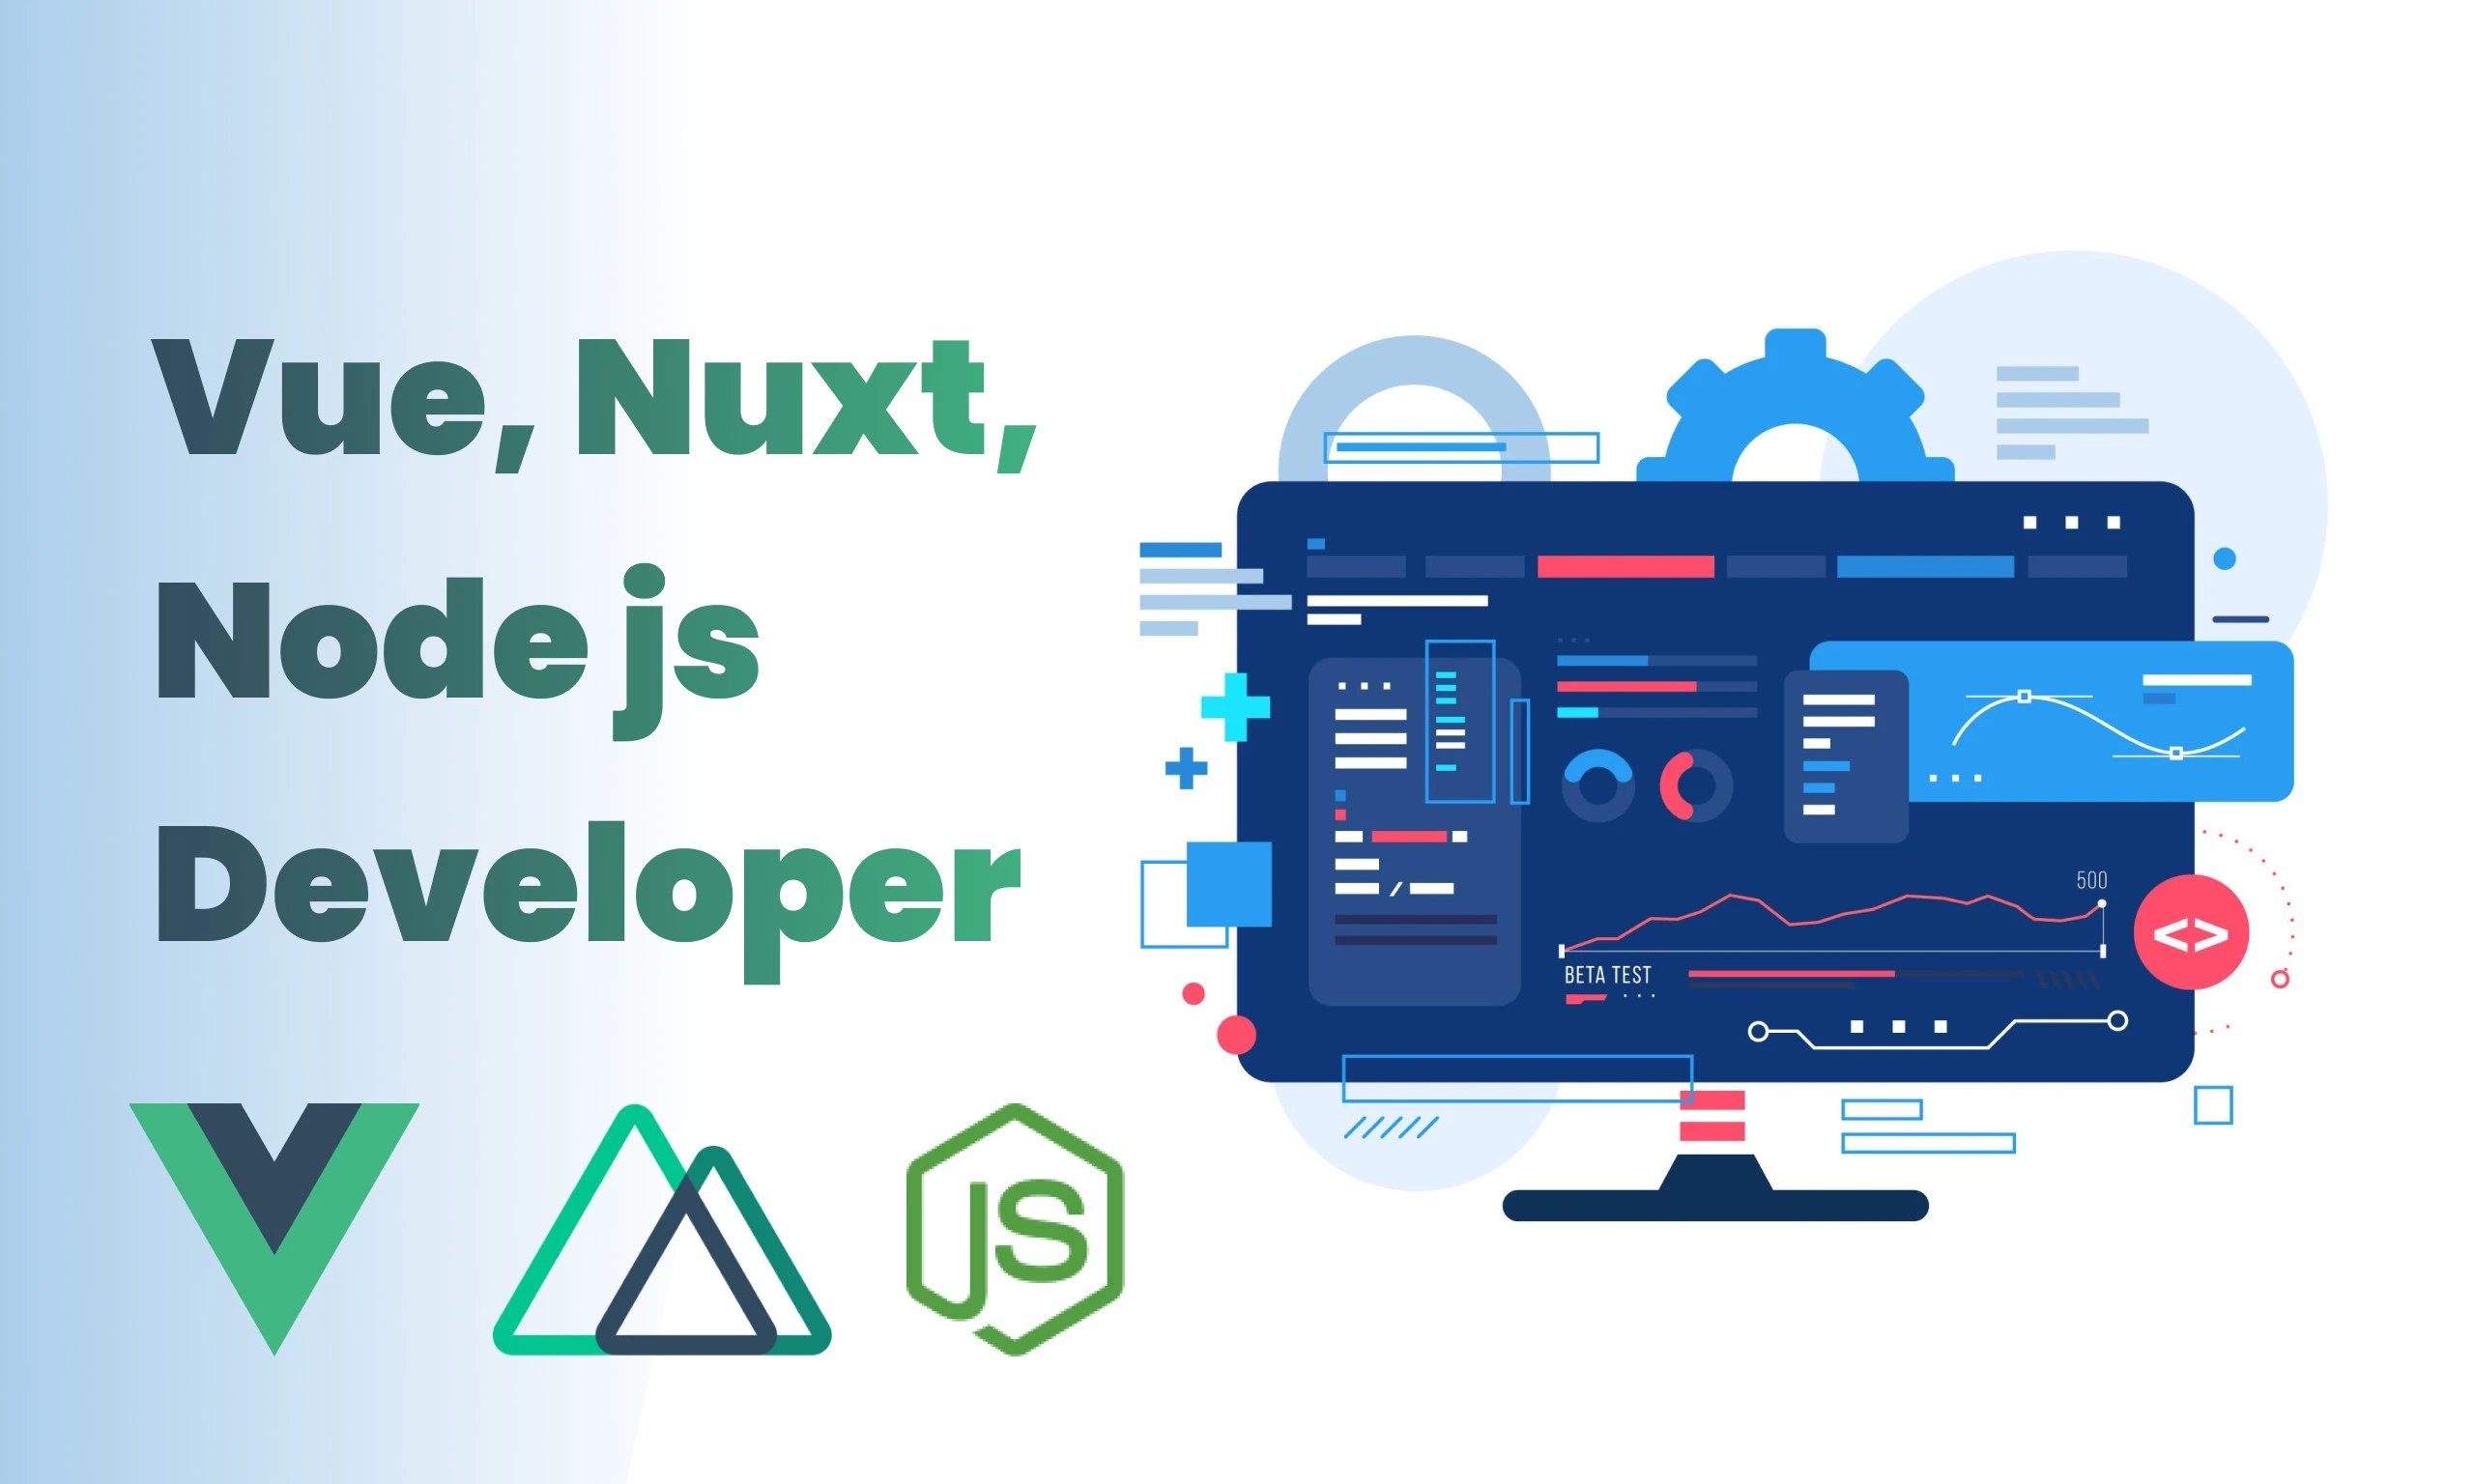 Vue, Nuxt,
Node js
Developer
JS
500
<>
BETA TEST